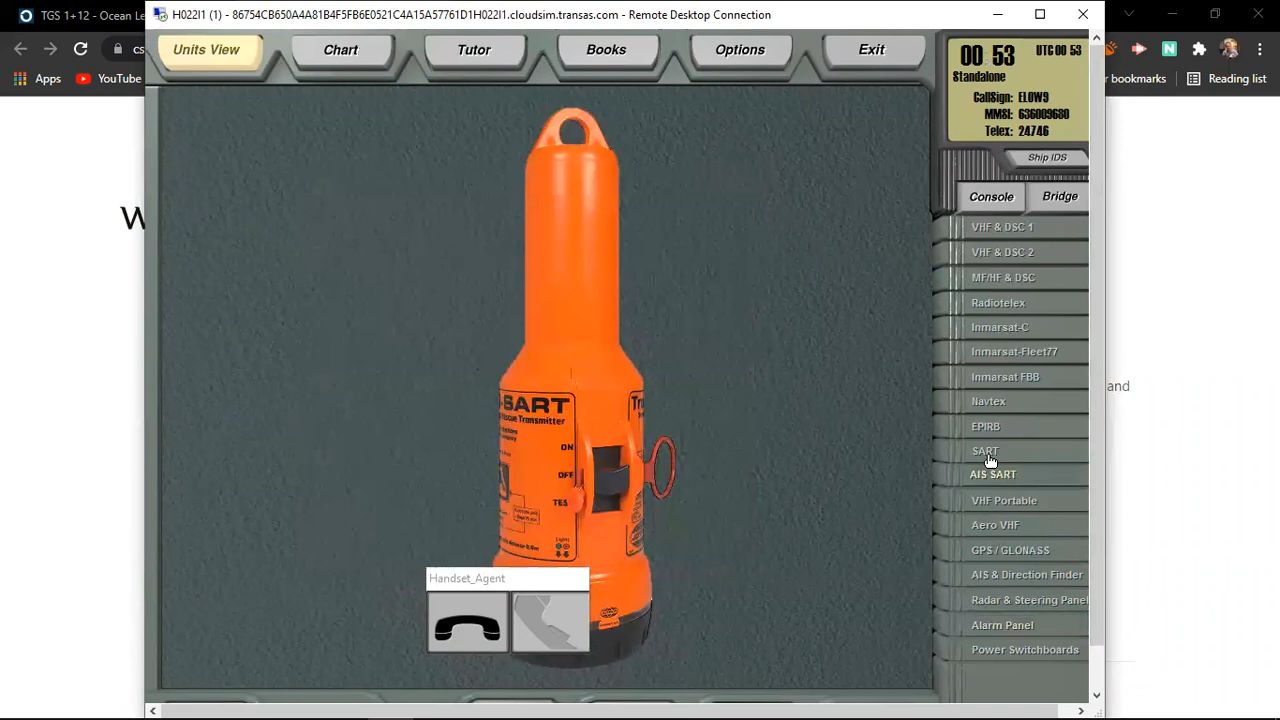 TGS 1+12 - Ocean Le
H022I1 (1) - 86754CB650A4A81B4F5FB6E0521C4A15A57761D1H022I1.cloudsim.transas.com - Remote Desktop Connection
cs
Apps
YouTube
r bookmarks
Reading list
Units View
Chart
Tutor
Books
Options
Exit
00:53
UTC 00 53
Standalone
CallSign: ELOW9
MMSI: 636009680
Telex: 24746
Ship IDS
Console
Bridge
VHF & DSC 1
VHF & DSC 2
MF/HF & DSC
Radiotelex
Inmarsat-C
Inmarsat-Fleet77
Inmarsat FBB
Navtex
EPIRB
SART
AIS SART
VHF Portable
Aero VHF
GPS / GLONASS
AIS & Direction Finder
Radar & Steering Panel
Alarm Panel
Power Switchboards
W
and
-SART
Transmitter
ON
OFF
TES
Handset_Agent